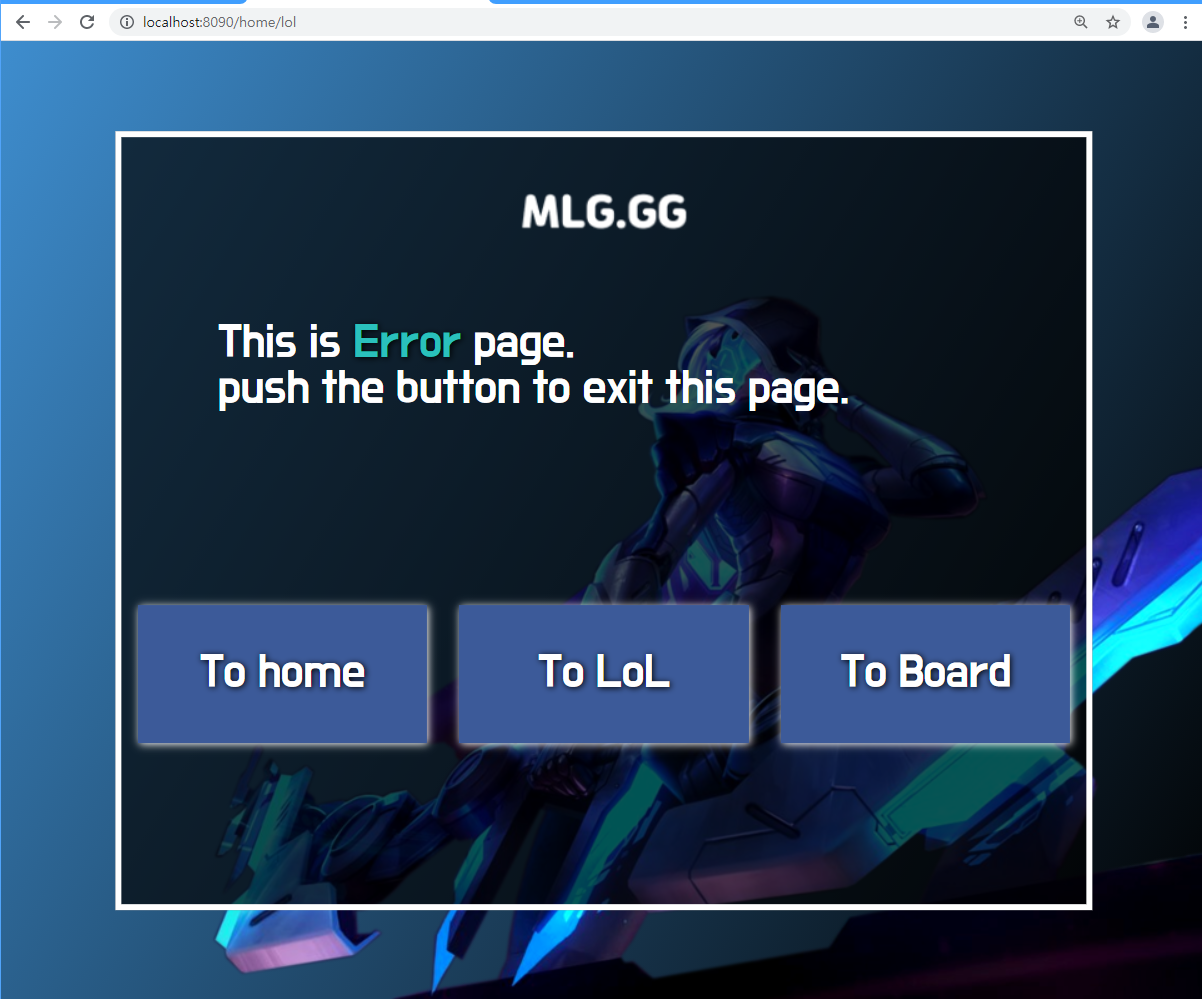 localhost:8090/home/lol
MLG.GG
This is Error page.
push the button to exit this page.
To home
To LoL
To Board